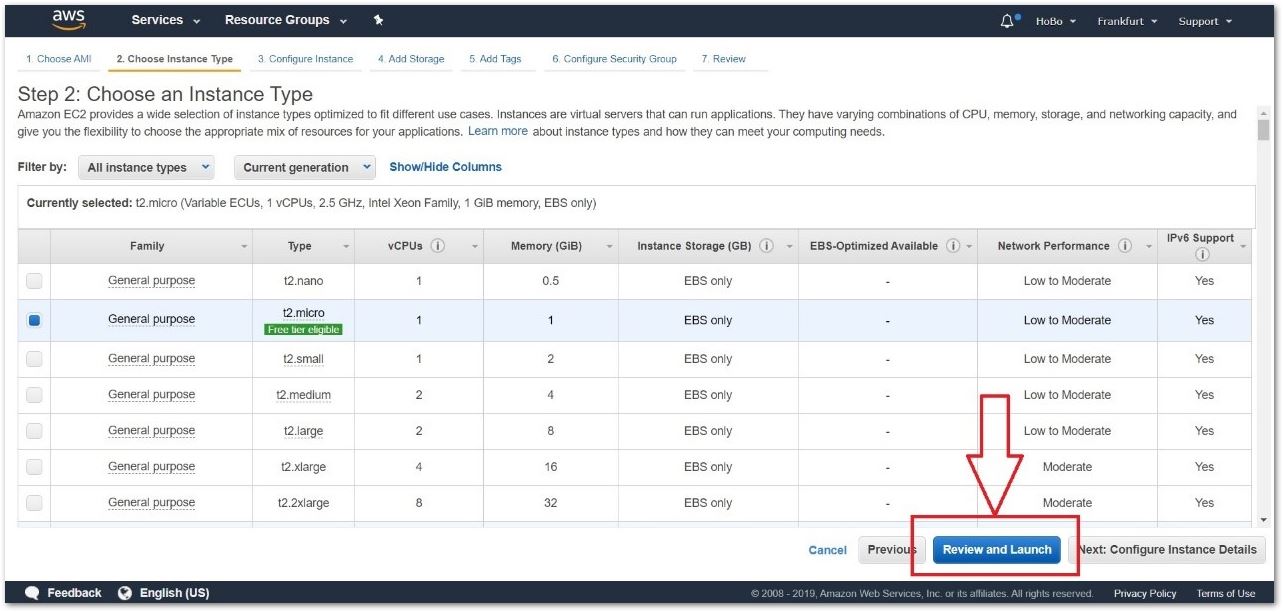 aws Services Resource Groups HoBo Frankfurt Support
1. Choose AMI 2. Choose Instance Type 3. Configure Instance 4. Add Storage 5. Add Tags 6. Configure Security Group 7. Review
Step 2: Choose an Instance Type
Amazon EC2 provides a wide selection of instance types optimized to fit different use cases. Instances are virtual servers that can run applications. They have varying combinations of CPU, memory, storage, and networking capacity, and
give you the flexibility to choose the appropriate mix of resources for your applications. Learn more about instance types and how they can meet your computing needs.
Filter by: All instance types Current generation Show/Hide Columns
Currently selected: t2.micro (Variable ECUs, 1 vCPUs, 2.5 GHz, Intel Xeon Family, 1 GiB memory, EBS only)
Family Type vCPUs i Memory (GiB) Instance Storage (GB) i EBS-Optimized Available i Network Performance i IPv6 Support i
General purpose t2.nano 1 0.5 EBS only - Low to Moderate Yes
General purpose t2.micro Free tier eligible 1 1 EBS only - Low to Moderate Yes
General purpose t2.small 1 2 EBS only - Low to Moderate Yes
General purpose t2.medium 2 4 EBS only - Low to Moderate Yes
General purpose t2.large 2 8 EBS only - Low to Moderate Yes
General purpose t2.xlarge 4 16 EBS only - Moderate Yes
General purpose t2.2xlarge 8 32 EBS only - Moderate Yes
Cancel Previous Review and Launch Next: Configure Instance Details
Feedback English (US) © 2008 - 2019, Amazon Web Services, Inc. or its affiliates. All rights reserved. Privacy Policy Terms of Use